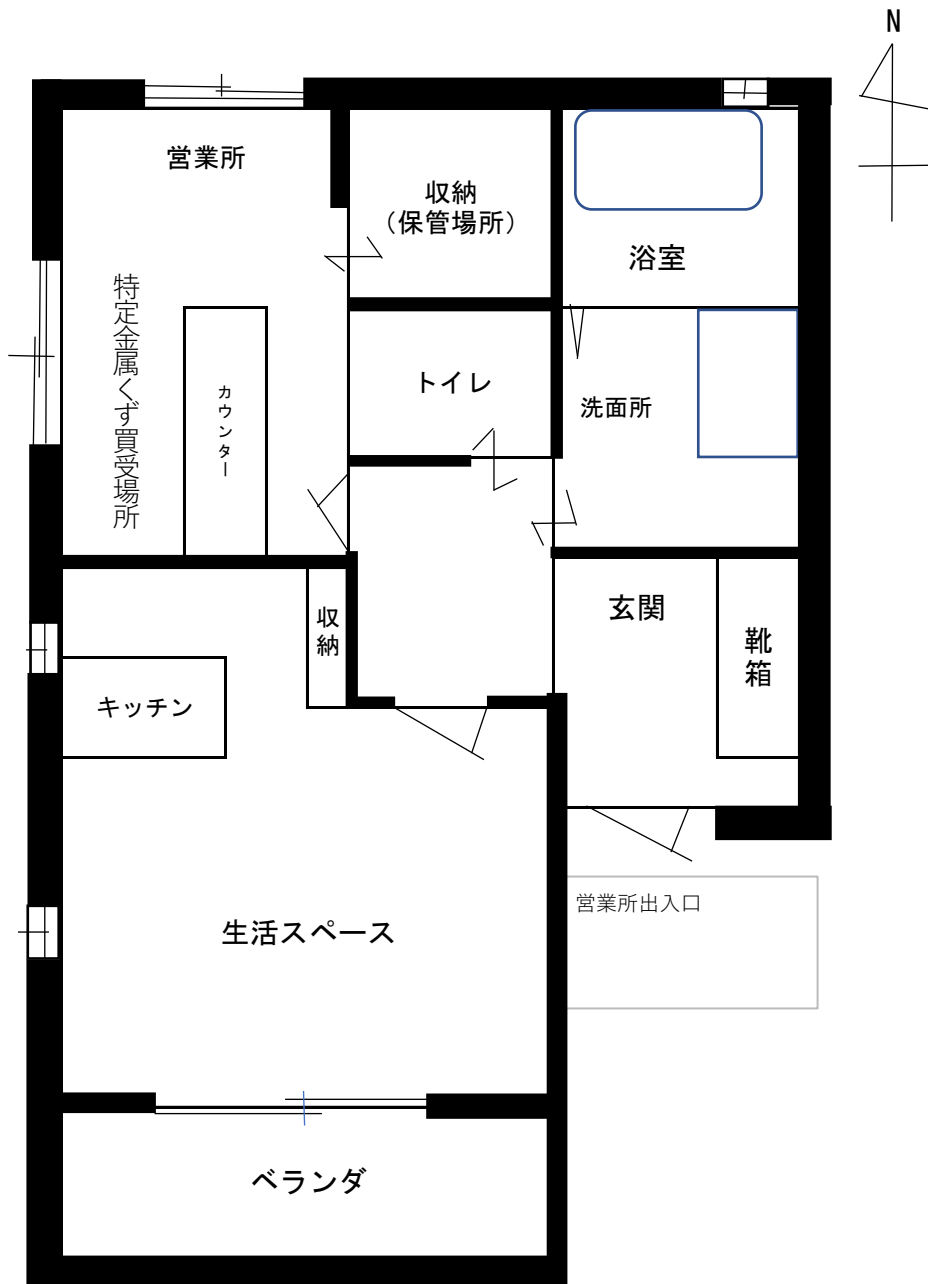 N
営業所
収納
（保管場所）
浴室
特定金属くず買受場所
カウンター
トイレ
洗面所
収納
玄関
靴箱
キッチン
営業所出入口
生活スペース
ベランダ